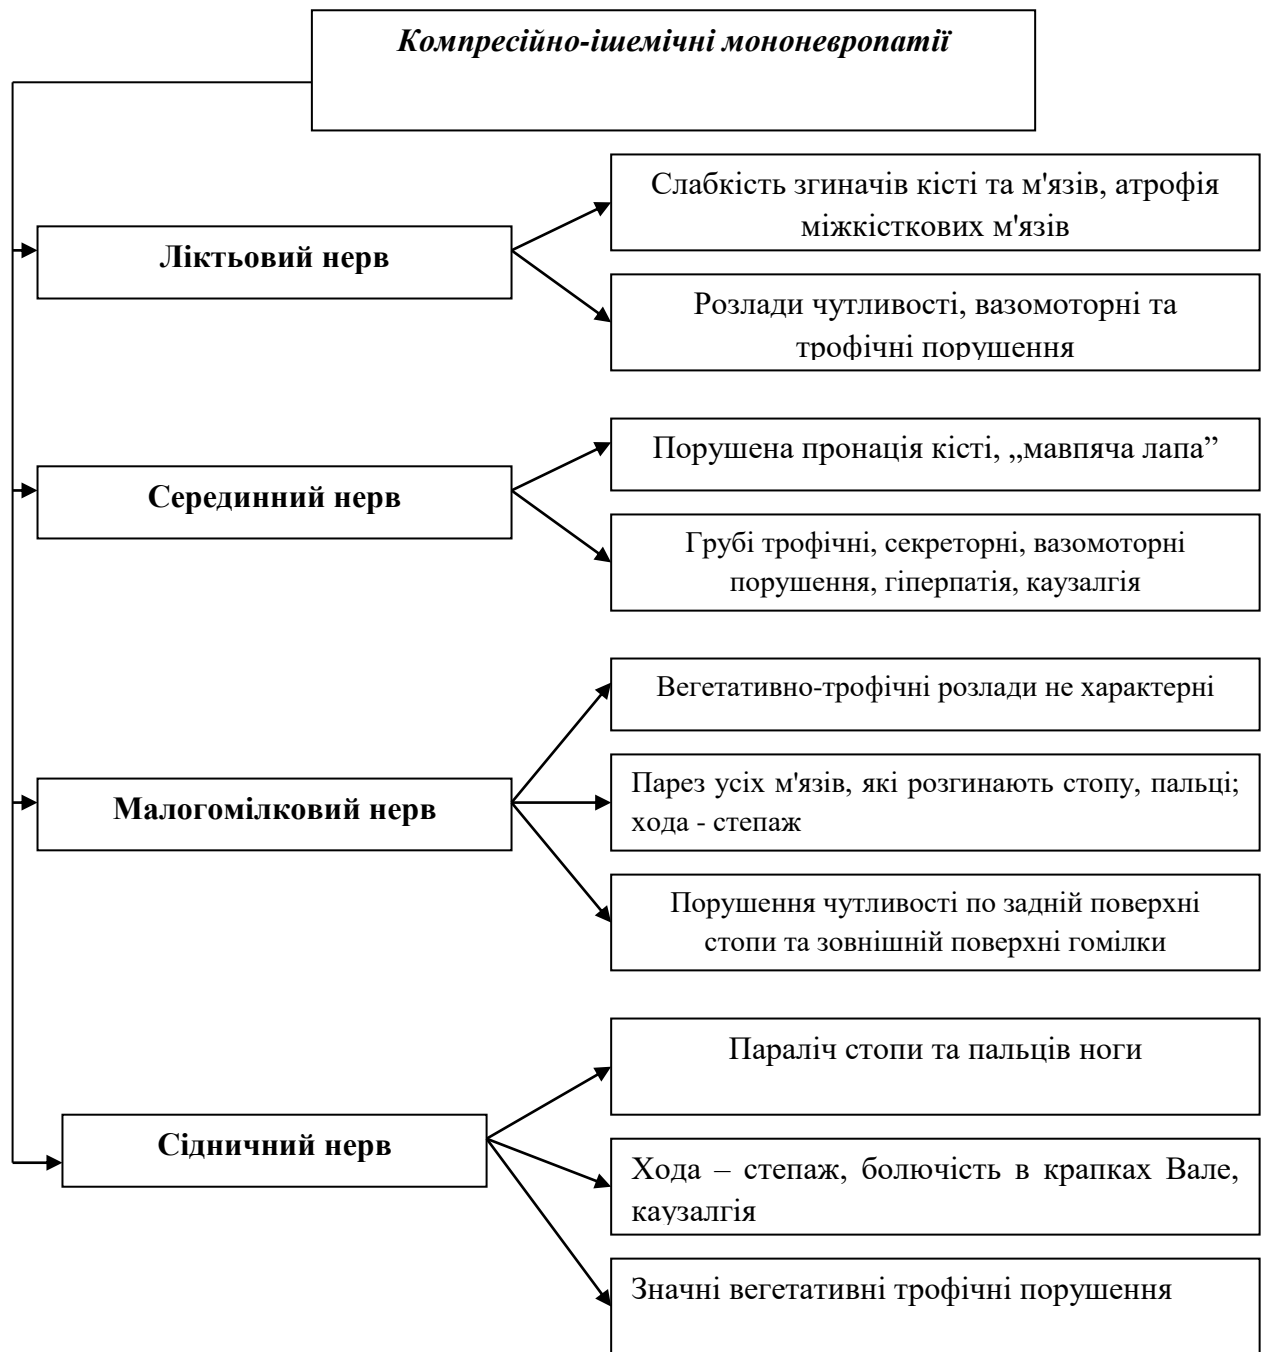 Компресійно-ішемічні мононевропатії
Слабкість згиначів кісті та м'язів, атрофія
міжкісткових м'язів
Ліктьовий нерв
Розлади чутливості, вазомоторні та
трофічні порушення
Порушена пронація кісті, „мавпяча лапа”
Серединний нерв
Грубі трофічні, секреторні, вазомоторні
порушення, гіперпатія, каузалгія
Вегетативно-трофічні розлади не характерні
Малогомілковий нерв
Парез усіх м'язів, які розгинають стопу, пальці;
хода - степаж
Порушення чутливості по задній поверхні
стопи та зовнішній поверхні гомілки
Параліч стопи та пальців ноги
Сідничний нерв
Хода – степаж, болючість в крапках Вале,
каузалгія
Значні вегетативні трофічні порушення